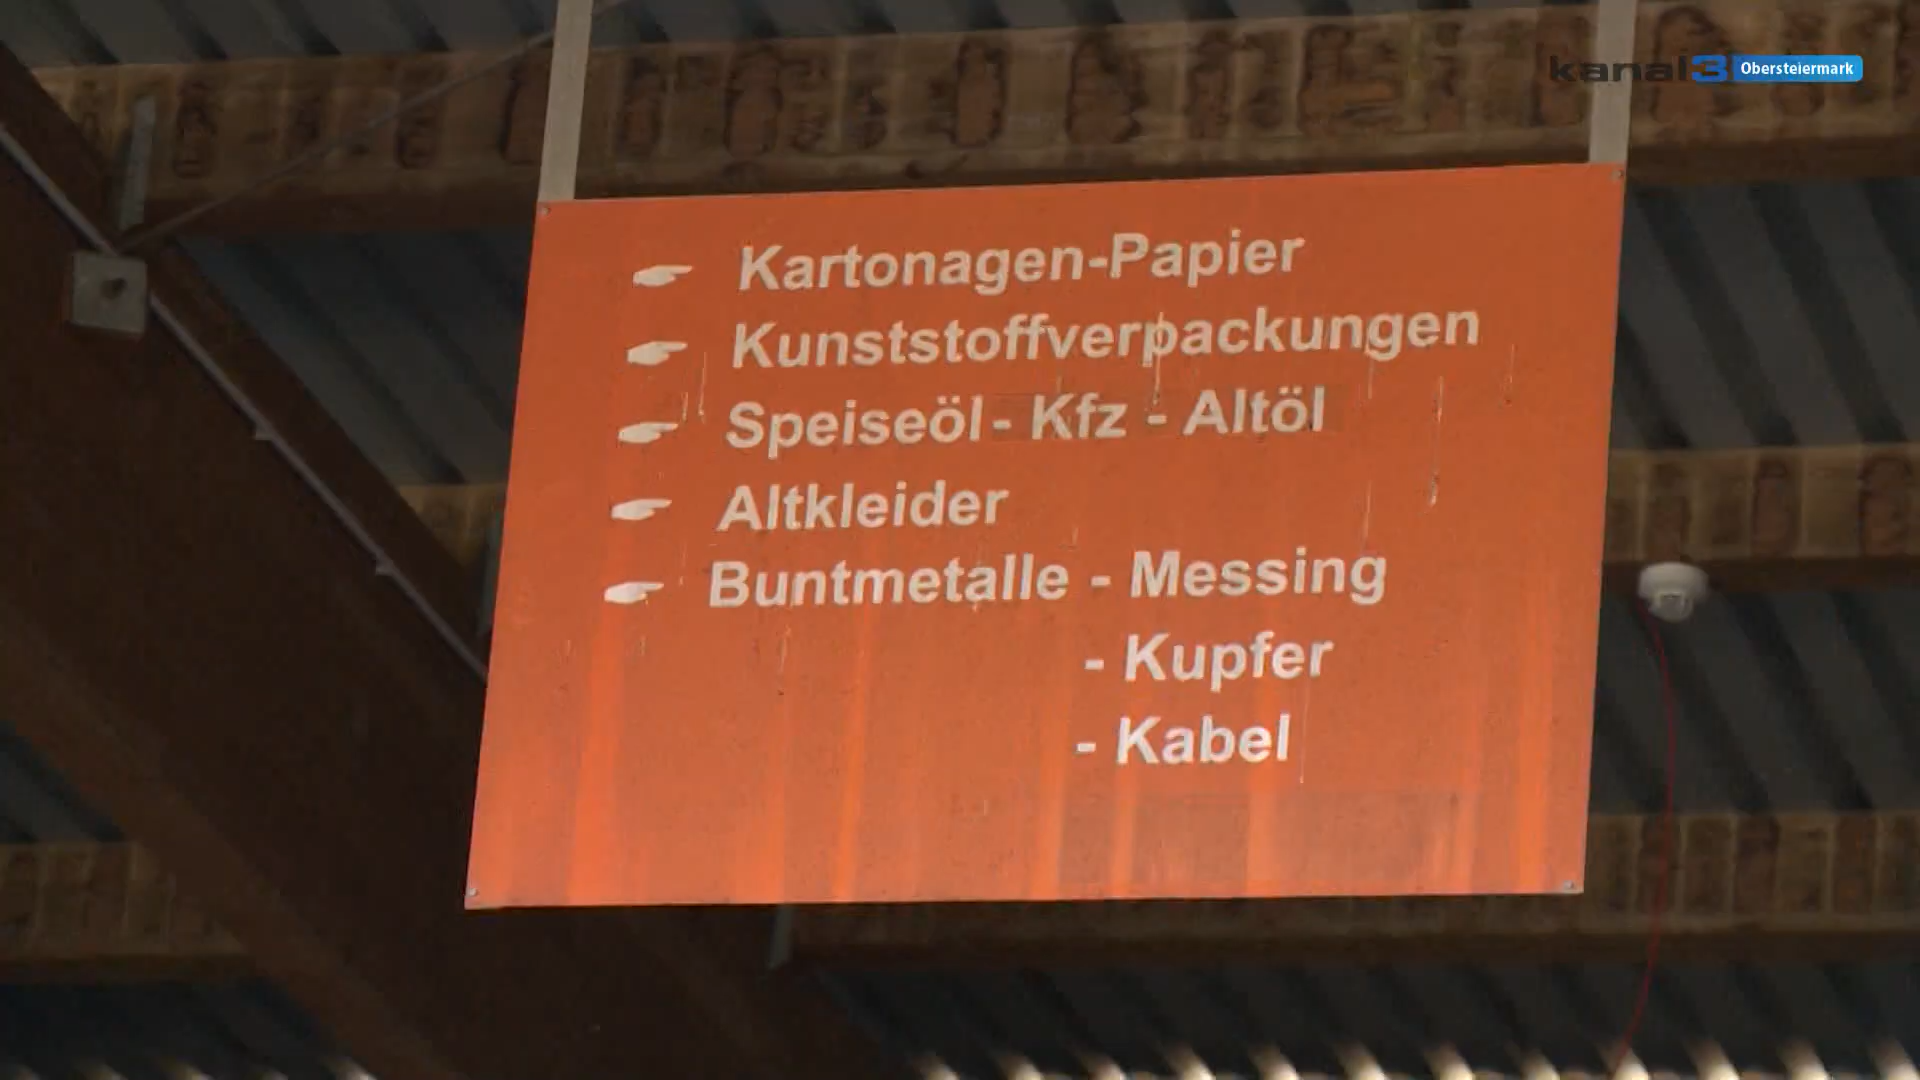 kanal3 Obersteiermark
Kartonagen-Papier
Kunststoffverpackungen
Speiseöl - Kfz - Altöl
Altkleider
Buntmetalle - Messing
- Kupfer
- Kabel